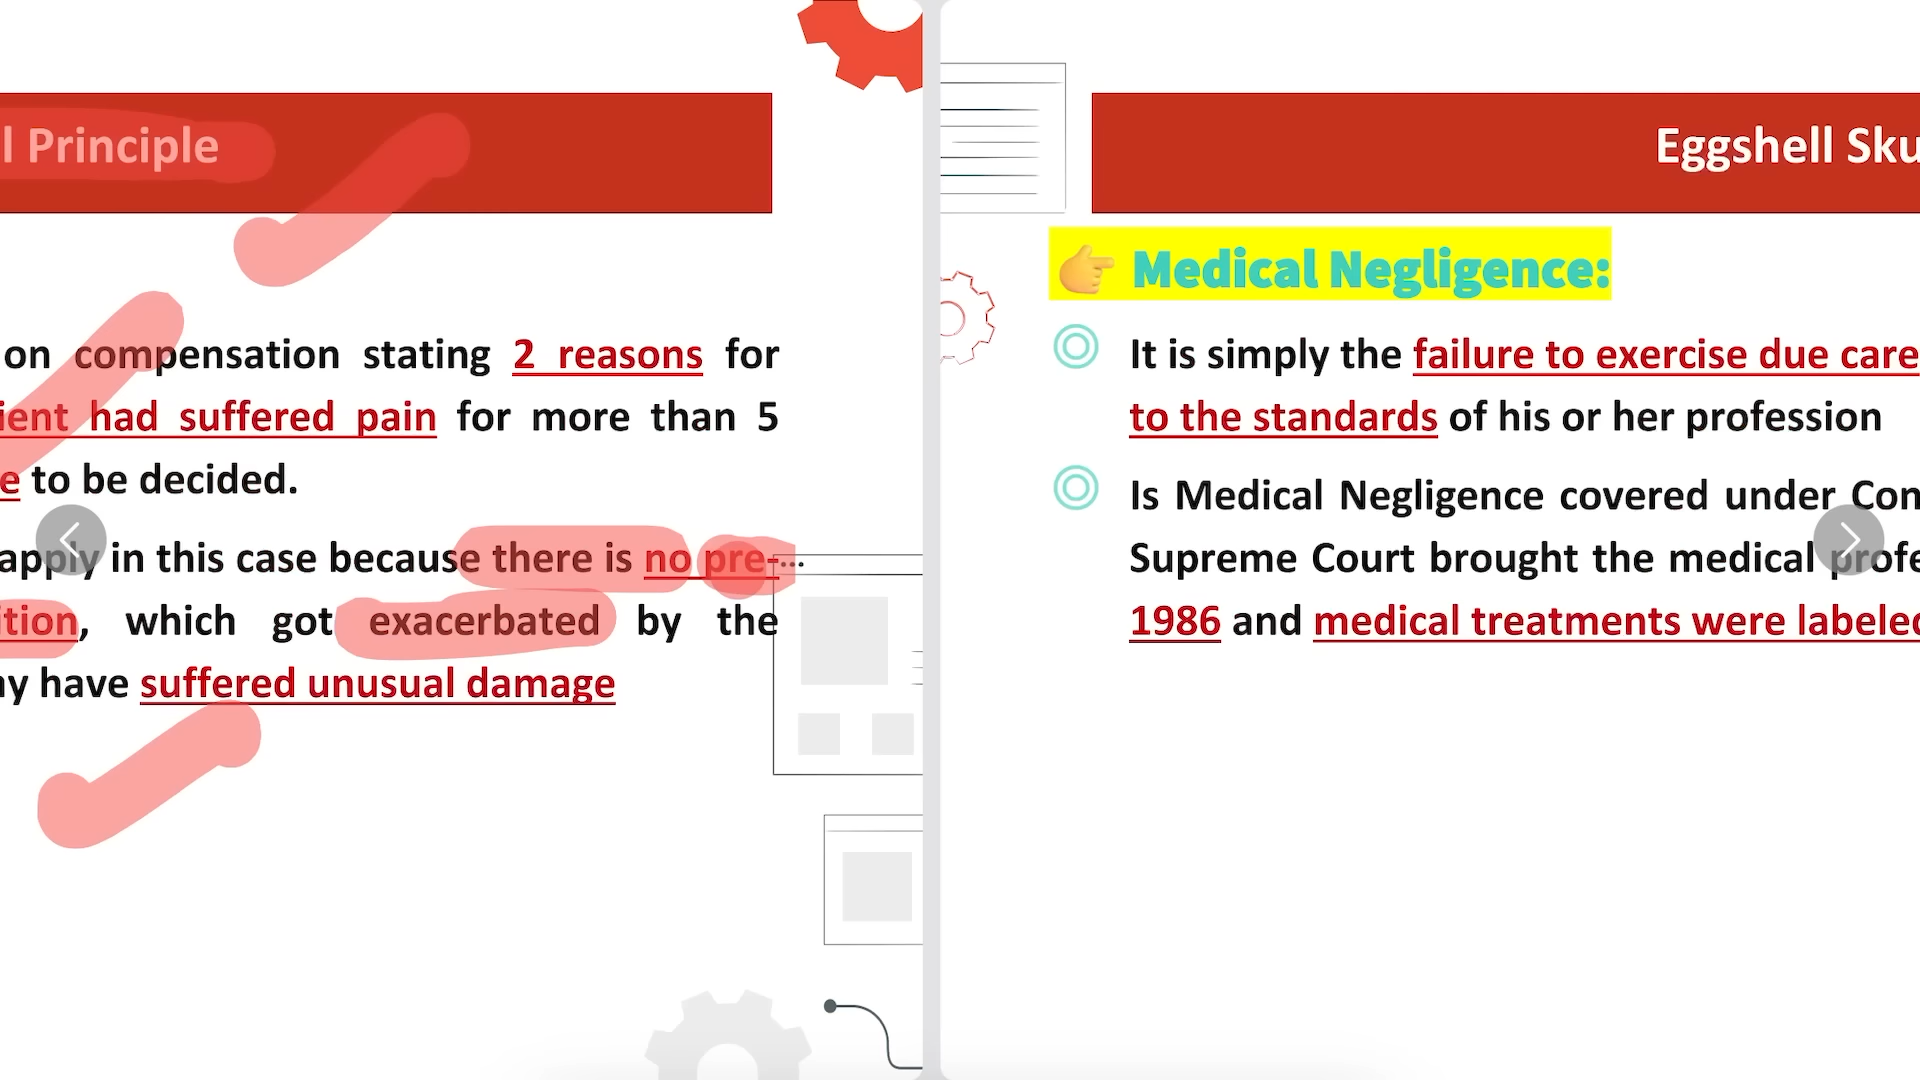 l Principle
on compensation stating 2 reasons for
ient had suffered pain for more than 5
e to be decided.
apply in this case because there is no pre-...
ition, which got exacerbated by the
ay have suffered unusual damage
Eggshell Sku
👉 Medical Negligence:
It is simply the failure to exercise due care
to the standards of his or her profession
Is Medical Negligence covered under Con
Supreme Court brought the medical profe
1986 and medical treatments were labeled